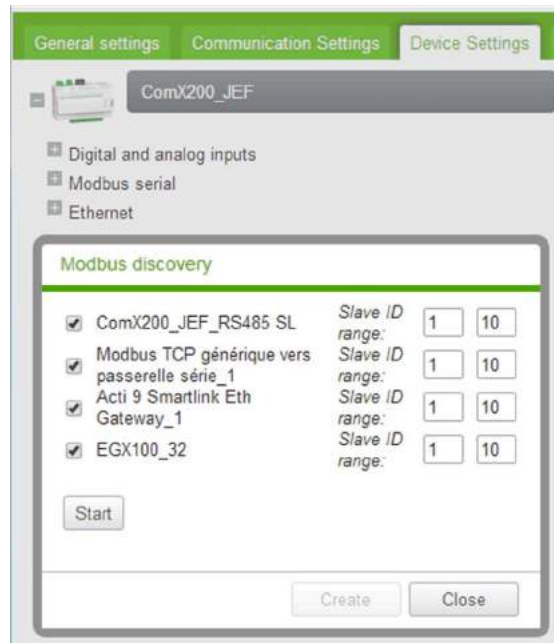 General settings Communication Settings Device Settings
ComX200_JEF
Digital and analog inputs
Modbus serial
Ethernet
Modbus discovery
ComX200_JEF_RS485 SL Slave ID range: 1 10
Modbus TCP générique vers passerelle série_1 Slave ID range: 1 10
Acti 9 Smartlink Eth Gateway_1 Slave ID range: 1 10
EGX100_32 Slave ID range: 1 10
Start
Create Close